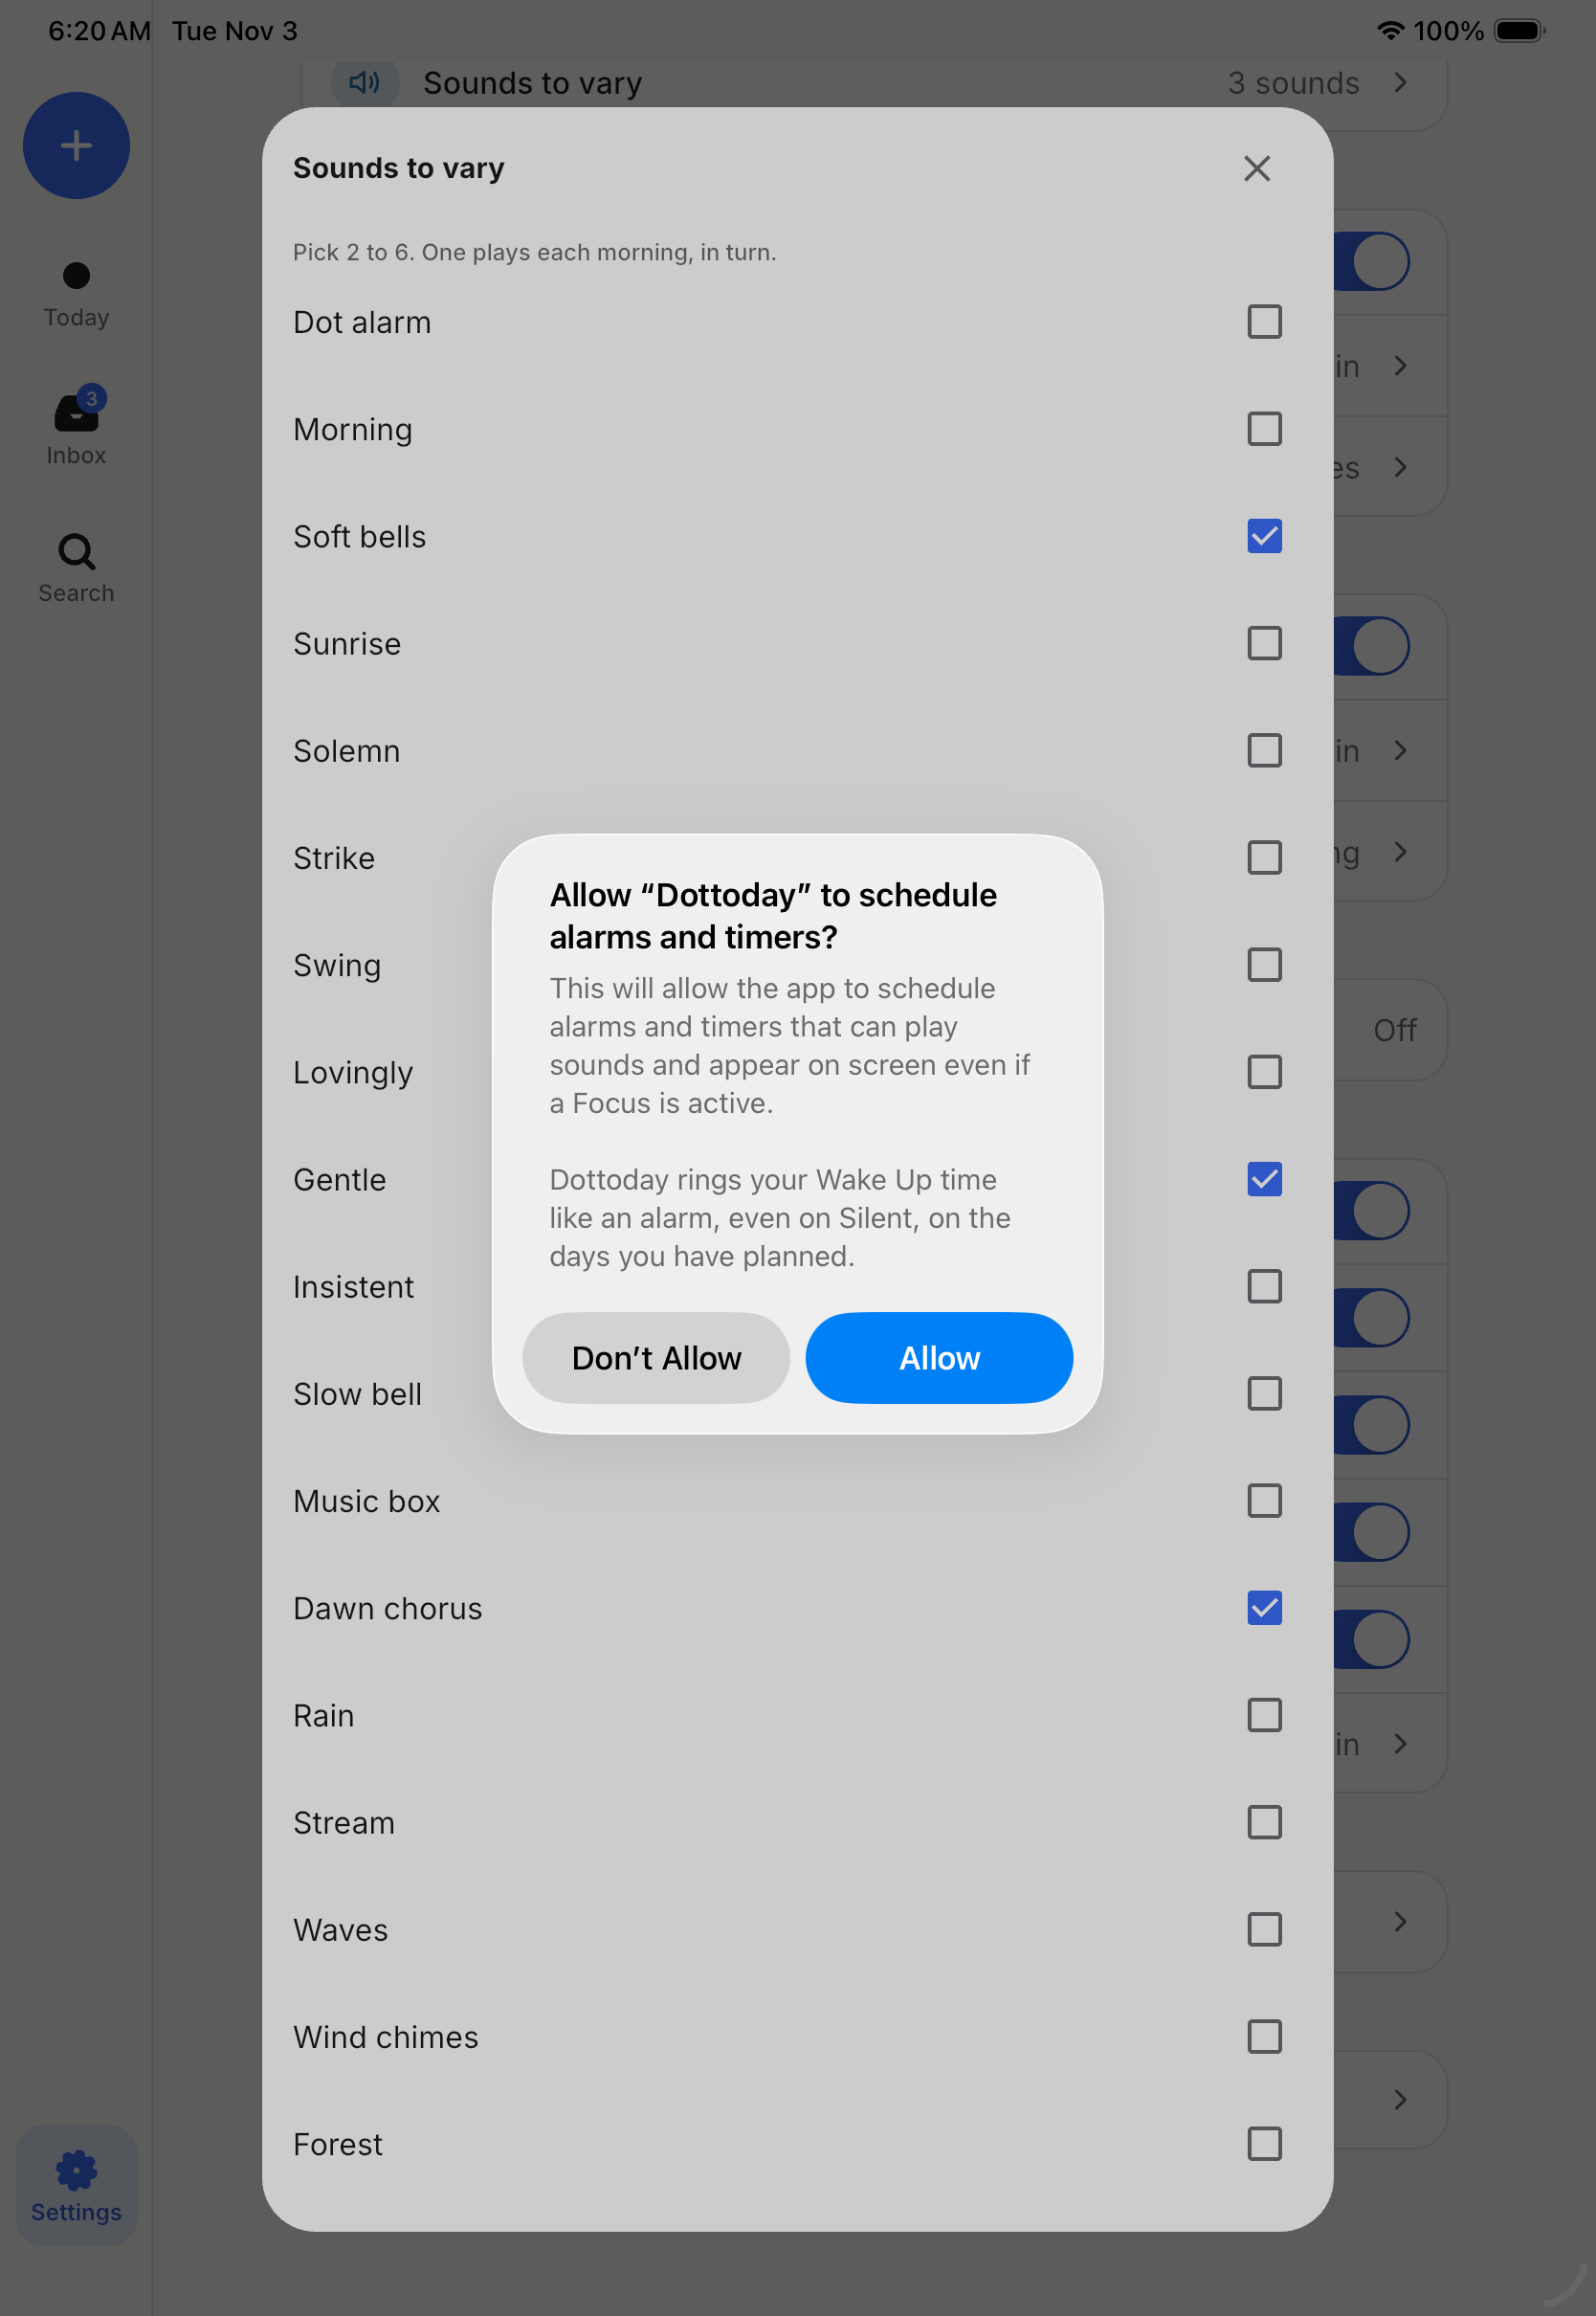 6:20 AM Tue Nov 3
100%
Sounds to vary
3 sounds
Today
3
Inbox
Search
Settings
Sounds to vary
Pick 2 to 6. One plays each morning, in turn.
Dot alarm
Morning
Soft bells
Sunrise
Solemn
Strike
Swing
Lovingly
Gentle
Insistent
Slow bell
Music box
Dawn chorus
Rain
Stream
Waves
Wind chimes
Forest
Allow “Dottoday” to schedule
alarms and timers?
This will allow the app to schedule
alarms and timers that can play
sounds and appear on screen even if
a Focus is active.
Dottoday rings your Wake Up time
like an alarm, even on Silent, on the
days you have planned.
Don’t Allow
Allow
Off